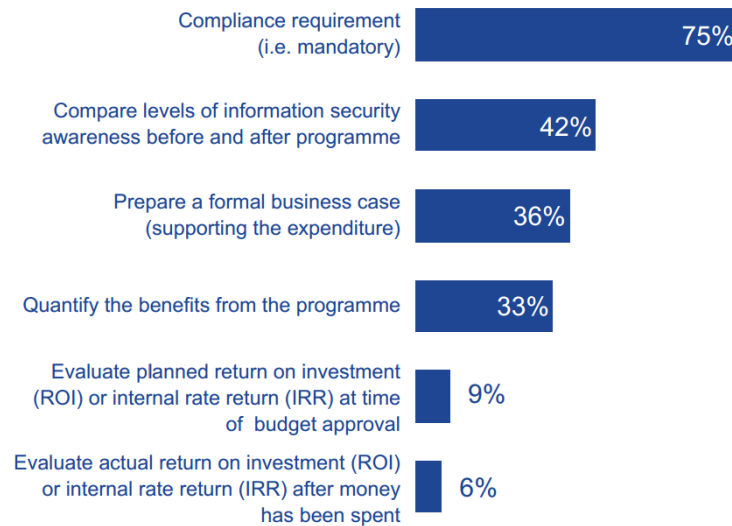 Compliance requirement
(i.e. mandatory)
75%
Compare levels of information security
awareness before and after programme
42%
Prepare a formal business case
(supporting the expenditure)
36%
Quantify the benefits from the programme
33%
Evaluate planned return on investment
(ROI) or internal rate return (IRR) at time
of budget approval
9%
Evaluate actual return on investment (ROI)
or internal rate return (IRR) after money
has been spent
6%